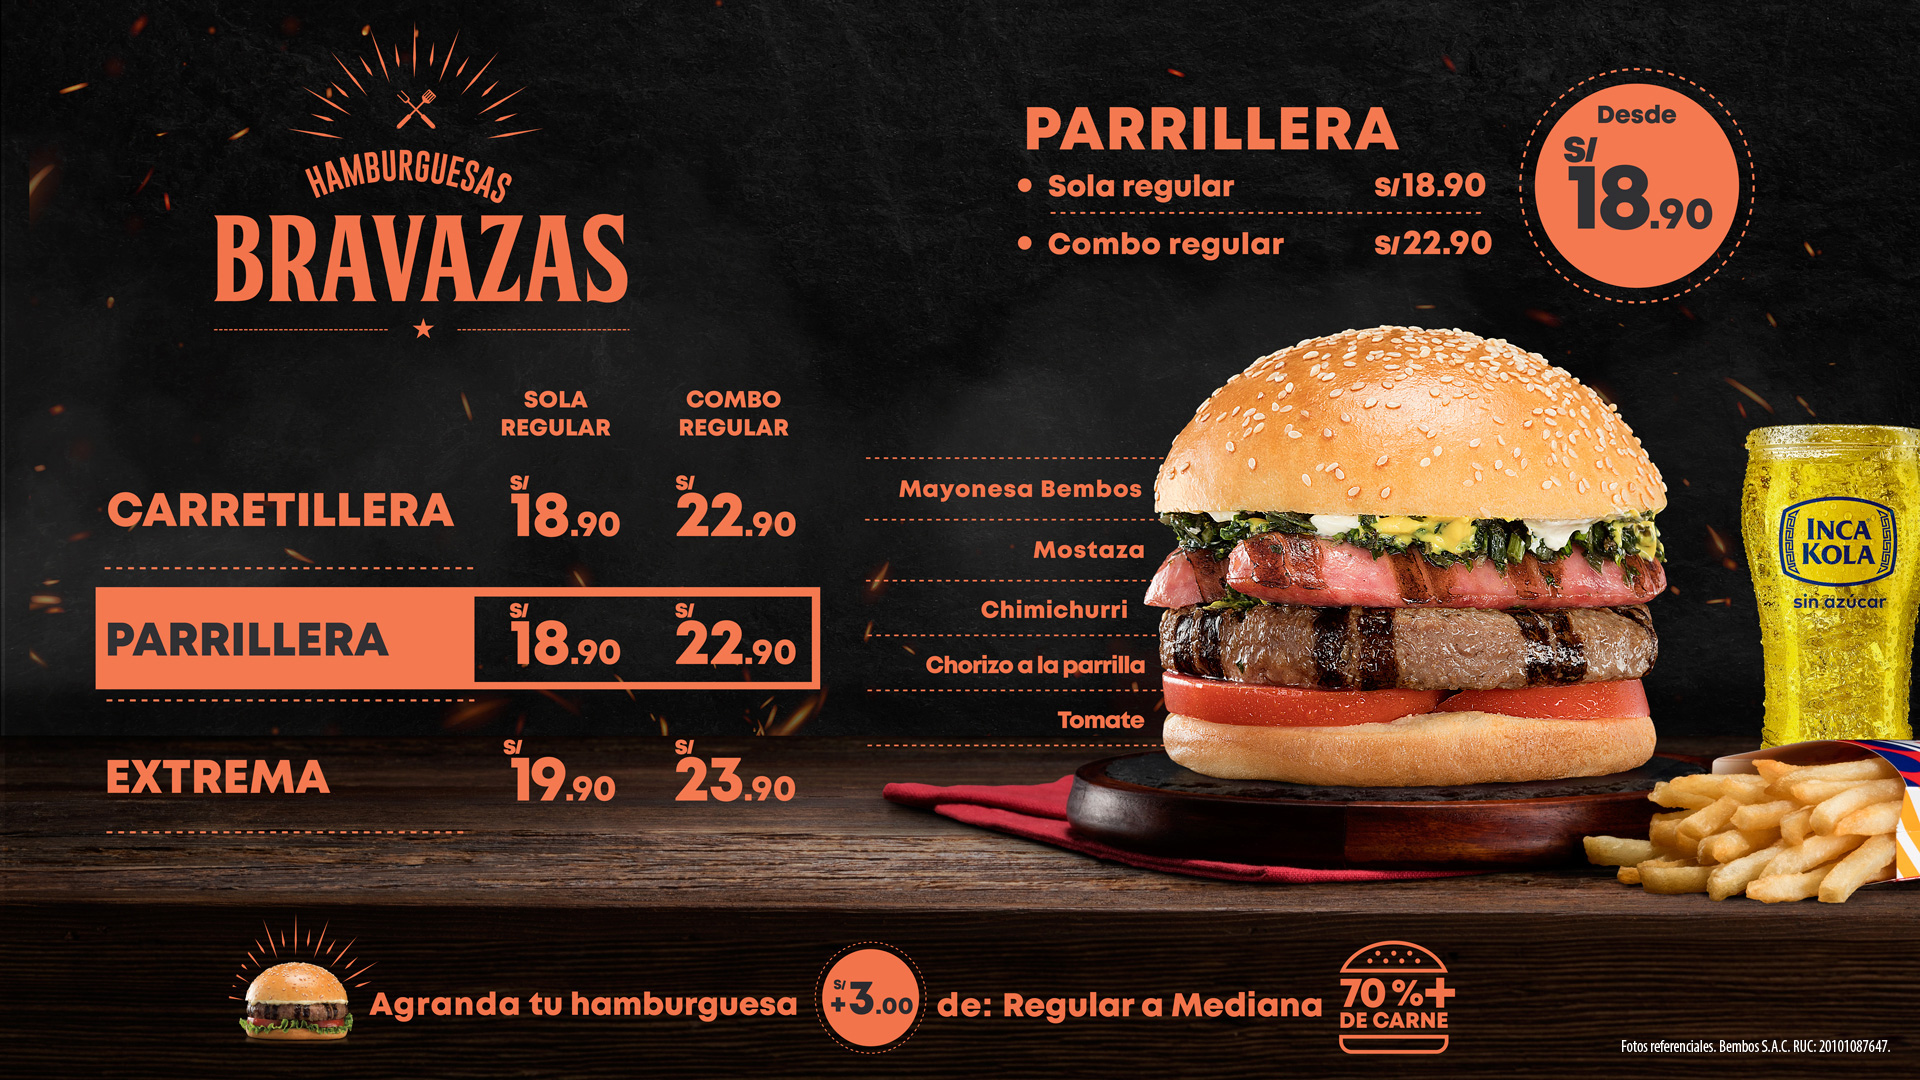 HAMBURGUESAS
BRAVAZAS
SOLA REGULAR
COMBO REGULAR
CARRETILLERA S/ 18.90 S/ 22.90
PARRILLERA S/ 18.90 S/ 22.90
EXTREMA S/ 19.90 S/ 23.90
PARRILLERA
• Sola regular S/18.90
• Combo regular S/22.90
Desde
S/
18.90
Mayonesa Bembos
Mostaza
Chimichurri
Chorizo a la parrilla
Tomate
INCA
KOLA
sin azúcar
Agranda tu hamburguesa S/ +3.00 de: Regular a Mediana
70%+
DE CARNE
Fotos referenciales. Bembos S.A.C. RUC: 20101087647.